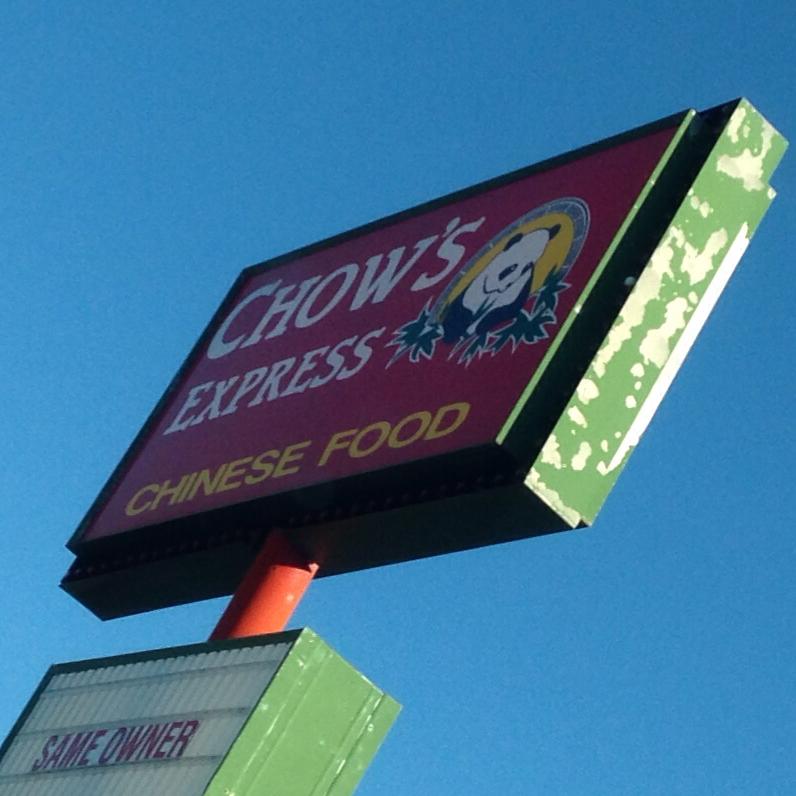 CHOW'S
EXPRESS
CHINESE FOOD
SAME OWNER